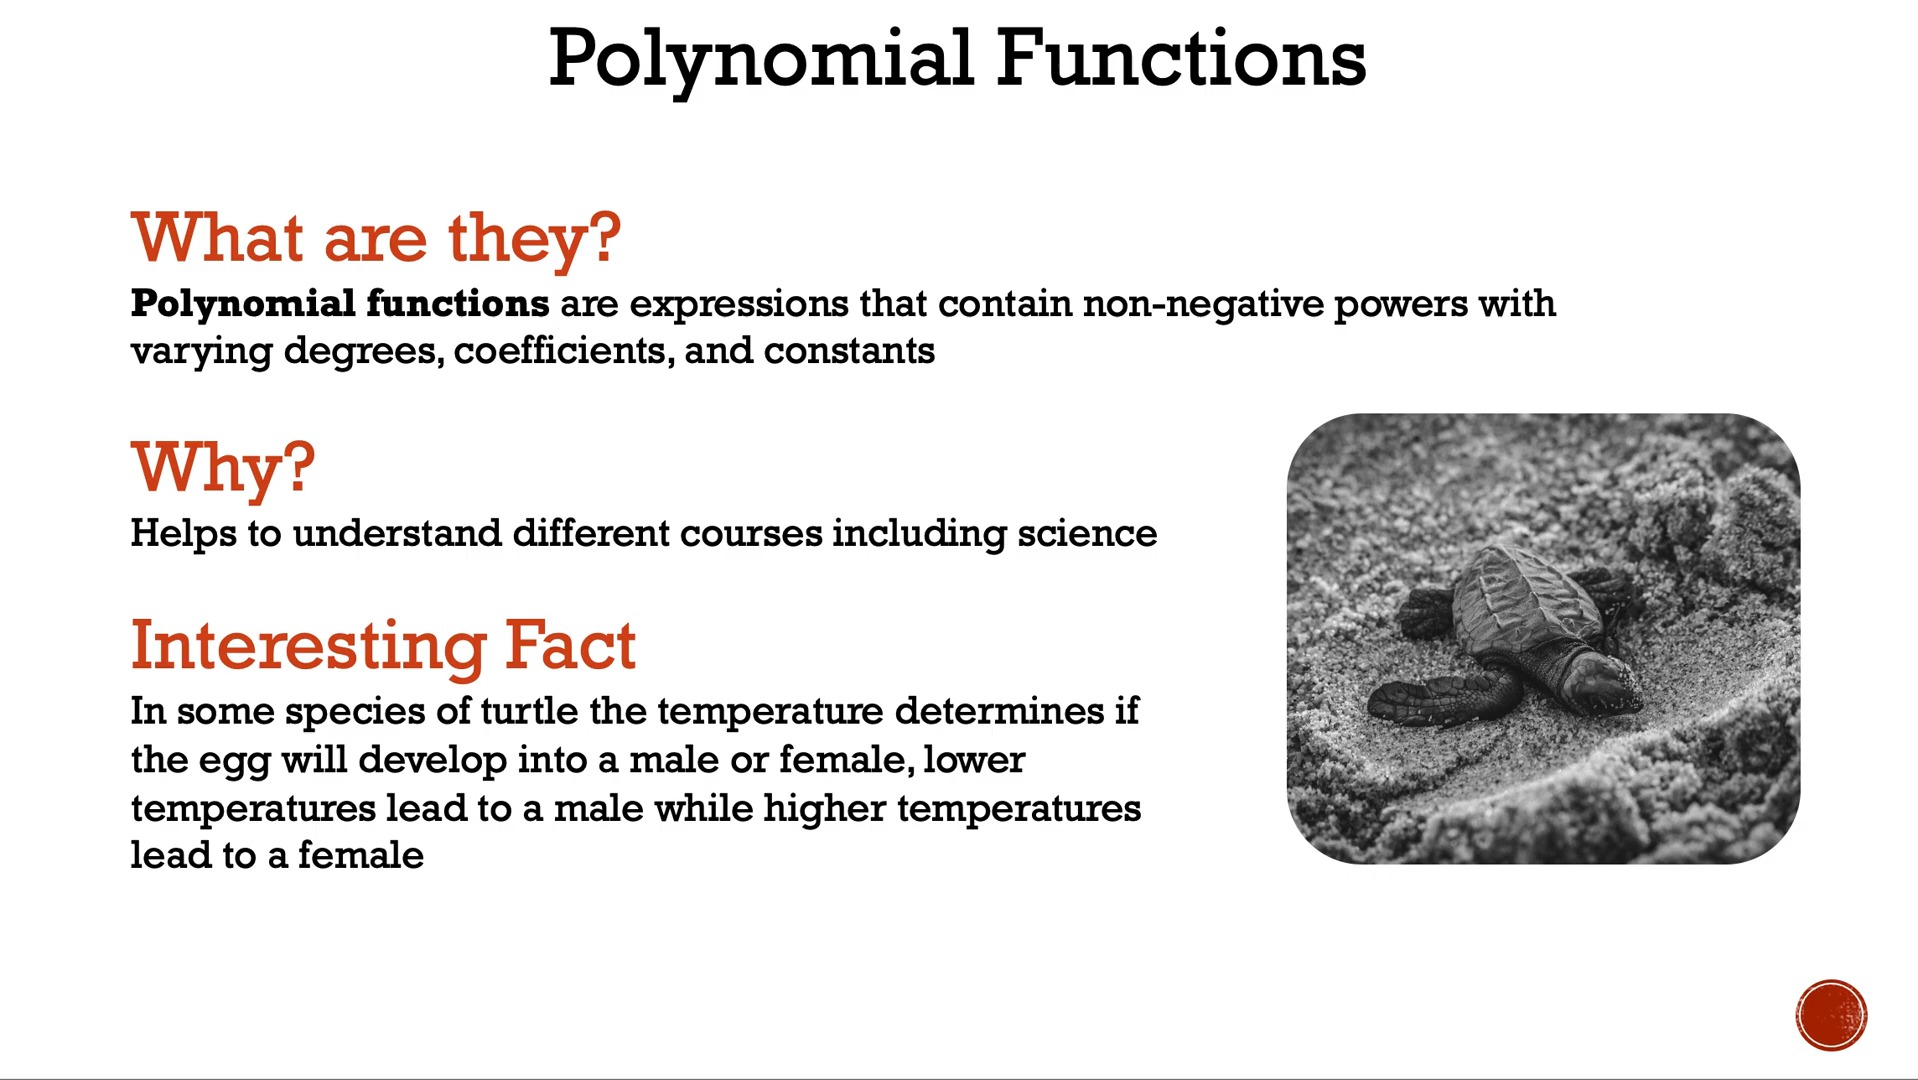 Polynomial Functions
What are they?
Polynomial functions are expressions that contain non-negative powers with
varying degrees, coefficients, and constants
Why?
Helps to understand different courses including science
Interesting Fact
In some species of turtle the temperature determines if
the egg will develop into a male or female, lower
temperatures lead to a male while higher temperatures
lead to a female